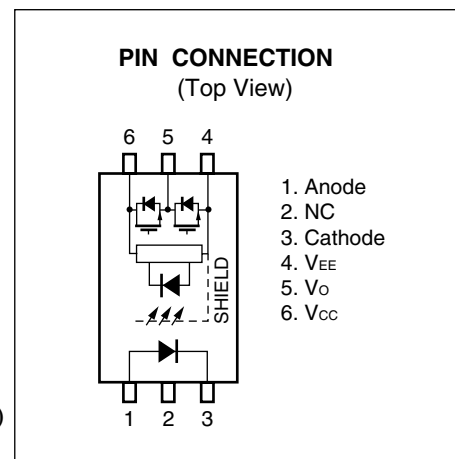 PIN CONNECTION
(Top View)
6 5 4
1. Anode
2. NC
3. Cathode
4. VEE
5. VO
6. VCC
SHIELD
1 2 3
)